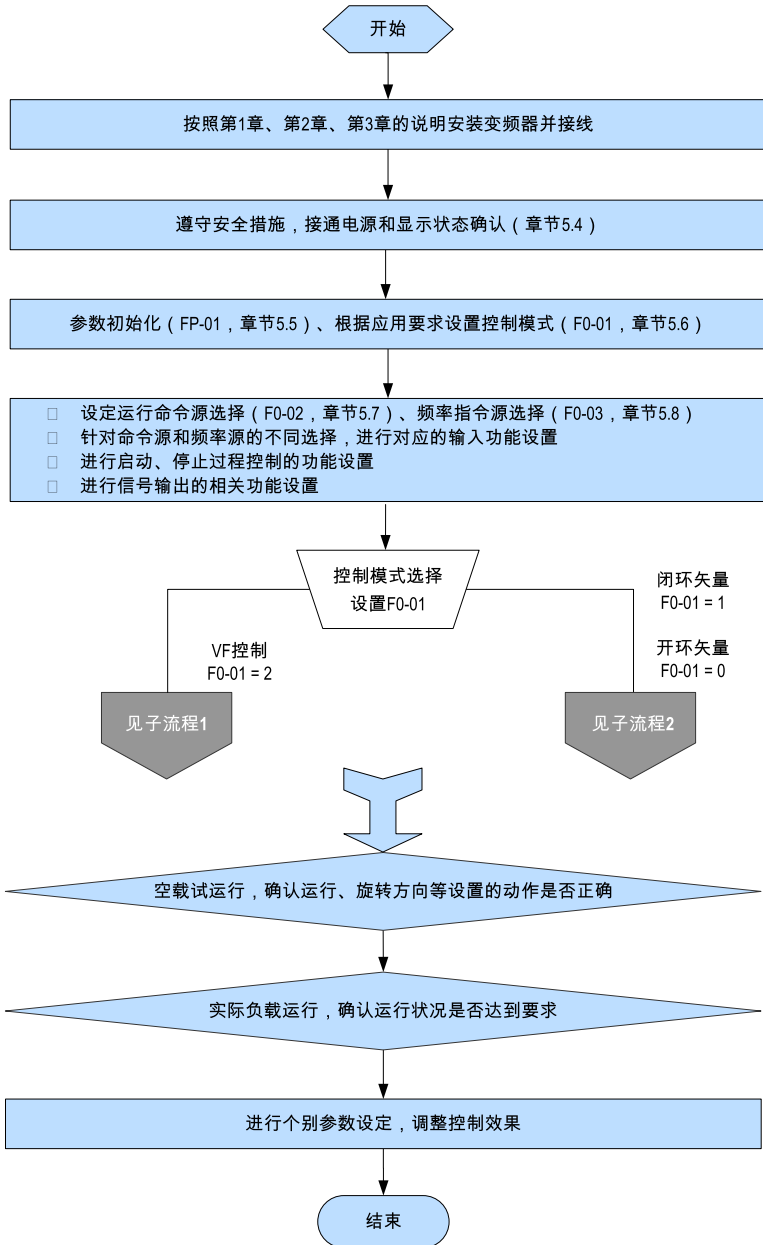 开始
按照第1章、第2章、第3章的说明安装变频器并接线
遵守安全措施，接通电源和显示状态确认（章节5.4）
参数初始化（FP-01，章节5.5）、根据应用要求设置控制模式（F0-01，章节5.6）
设定运行命令源选择（F0-02，章节5.7）、频率指令源选择（F0-03，章节5.8）
针对命令源和频率源的不同选择，进行对应的输入功能设置
进行启动、停止过程控制的功能设置
进行信号输出的相关功能设置
控制模式选择
设置F0-01
闭环矢量
F0-01 = 1
VF控制
F0-01 = 2
开环矢量
F0-01 = 0
见子流程1
见子流程2
空载试运行，确认运行、旋转方向等设置的动作是否正确
实际负载运行，确认运行状况是否达到要求
进行个别参数设定，调整控制效果
结束